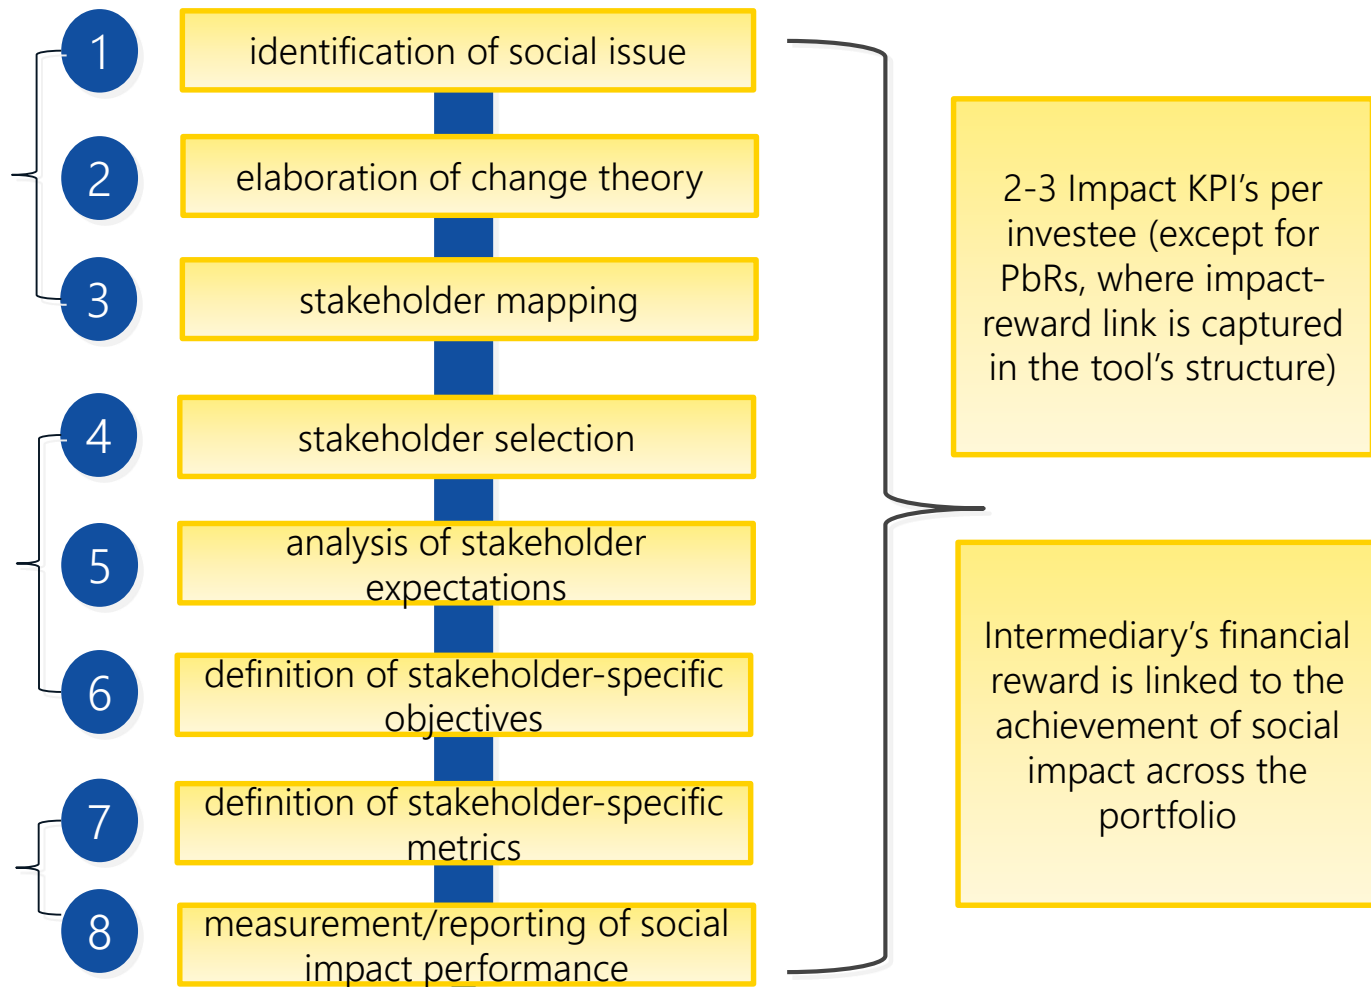 1
identification of social issue
2
elaboration of change theory
3
stakeholder mapping
4
stakeholder selection
5
analysis of stakeholder
expectations
6
definition of stakeholder-specific
objectives
7
definition of stakeholder-specific
metrics
8
measurement/reporting of social
impact performance
2-3 Impact KPI’s per
investee (except for
PbRs, where impact-
reward link is captured
in the tool’s structure)
Intermediary’s financial
reward is linked to the
achievement of social
impact across the
portfolio